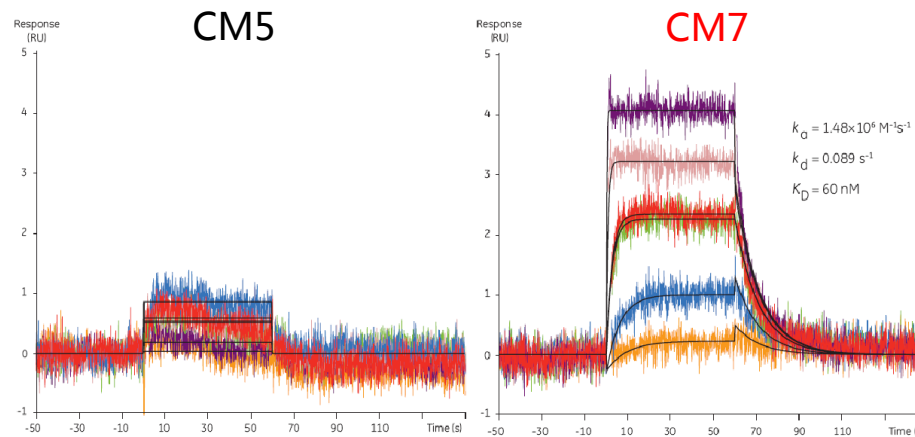 CM5
Response
(RU)
5
4
3
2
1
0
-1
-50 -30 -10 10 30 50 70 90 110 Time (s)
CM7
Response
(RU)
5
4
3
2
1
0
-1
-50 -30 -10 10 30 50 70 90 110 Time (s)
kₐ = 1.48×10⁶ M⁻¹s⁻¹
k_d = 0.089 s⁻¹
K_D = 60 nM